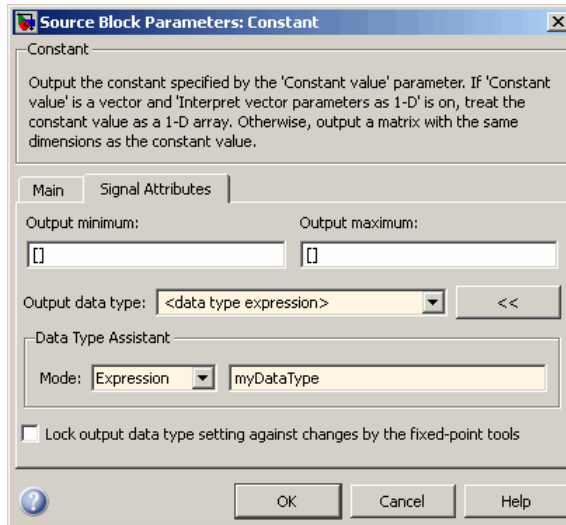 Source Block Parameters: Constant
Constant
Output the constant specified by the 'Constant value' parameter. If 'Constant
value' is a vector and 'Interpret vector parameters as 1-D' is on, treat the
constant value as a 1-D array. Otherwise, output a matrix with the same
dimensions as the constant value.
Main Signal Attributes
Output minimum: Output maximum:
[] []
Output data type: <data type expression> <<
Data Type Assistant
Mode: Expression myDataType
Lock output data type setting against changes by the fixed-point tools
? OK Cancel Help